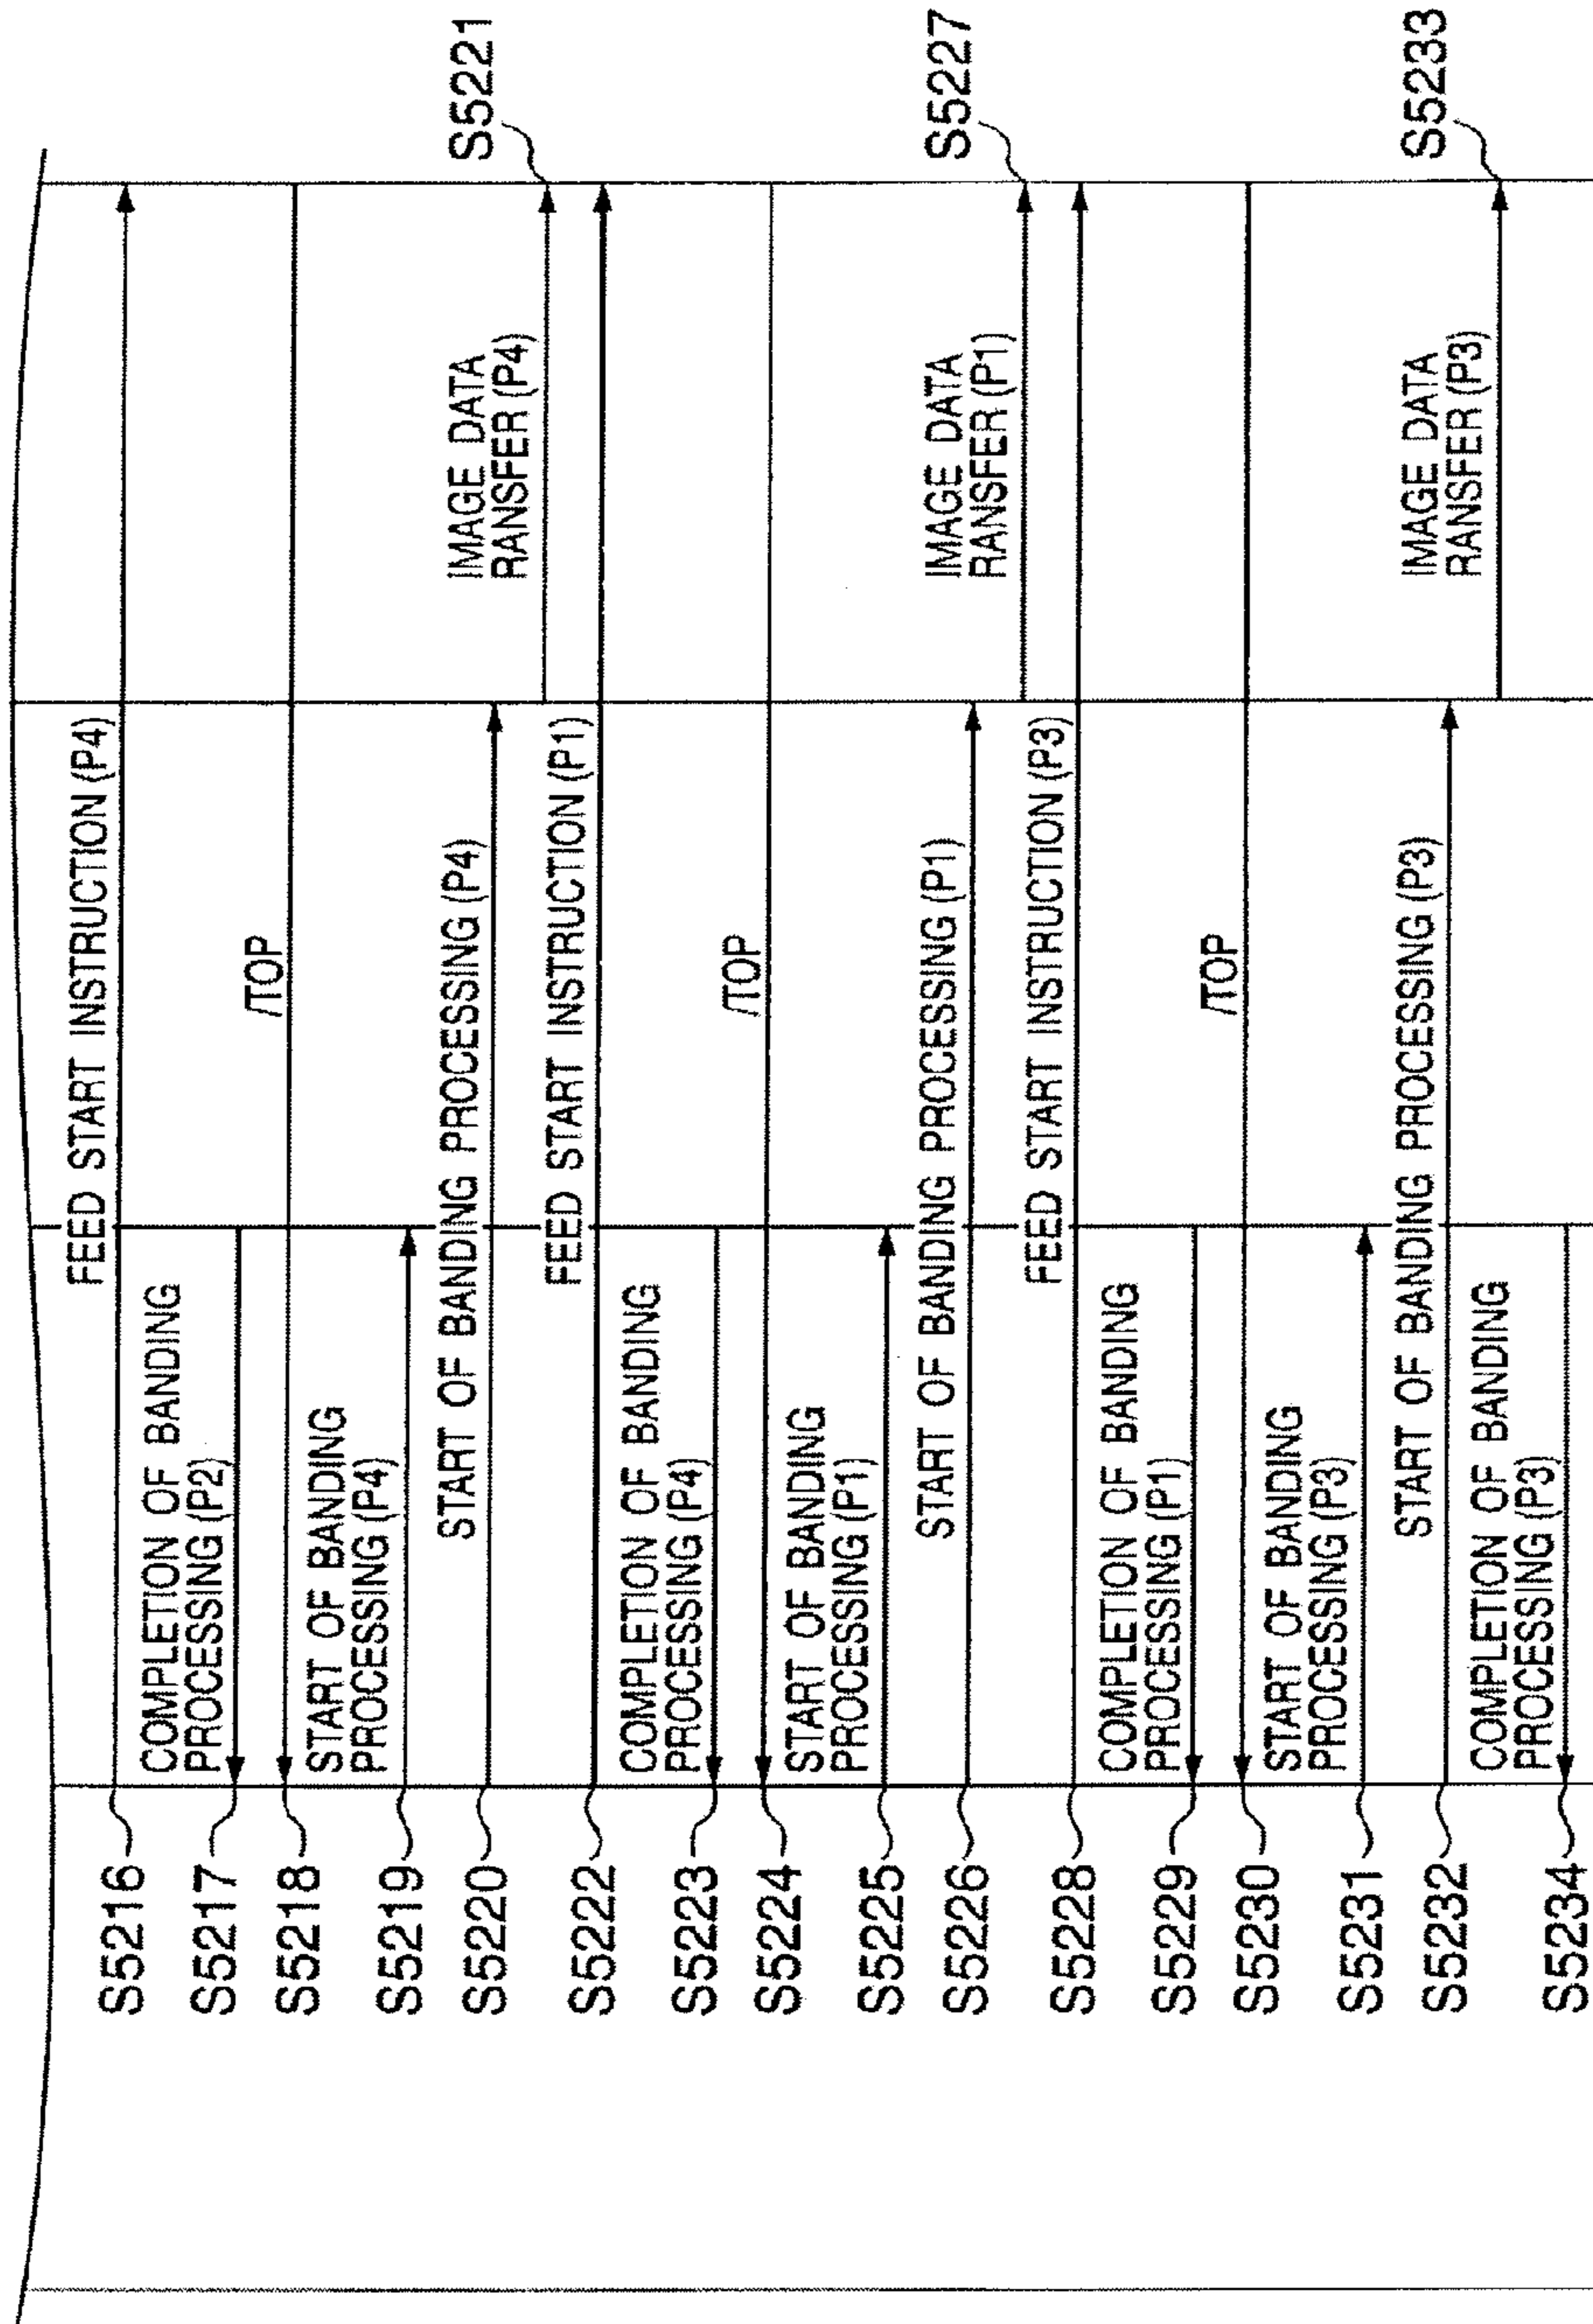 S5216
FEED START INSTRUCTION (P4)
COMPLETION OF BANDING
PROCESSING (P2)
S5217
/TOP
S5218
START OF BANDING
PROCESSING (P4)
S5219
START OF BANDING PROCESSING (P4)
S5220
IMAGE DATA
RANSFER (P4)
S5221
FEED START INSTRUCTION (P1)
S5222
COMPLETION OF BANDING
PROCESSING (P4)
S5223
/TOP
S5224
START OF BANDING
PROCESSING (P1)
S5225
START OF BANDING PROCESSING (P1)
S5226
IMAGE DATA
RANSFER (P1)
S5227
FEED START INSTRUCTION (P3)
S5228
COMPLETION OF BANDING
PROCESSING (P1)
S5229
/TOP
S5230
START OF BANDING
PROCESSING (P3)
S5231
START OF BANDING PROCESSING (P3)
S5232
IMAGE DATA
RANSFER (P3)
S5233
COMPLETION OF BANDING
PROCESSING (P3)
S5234